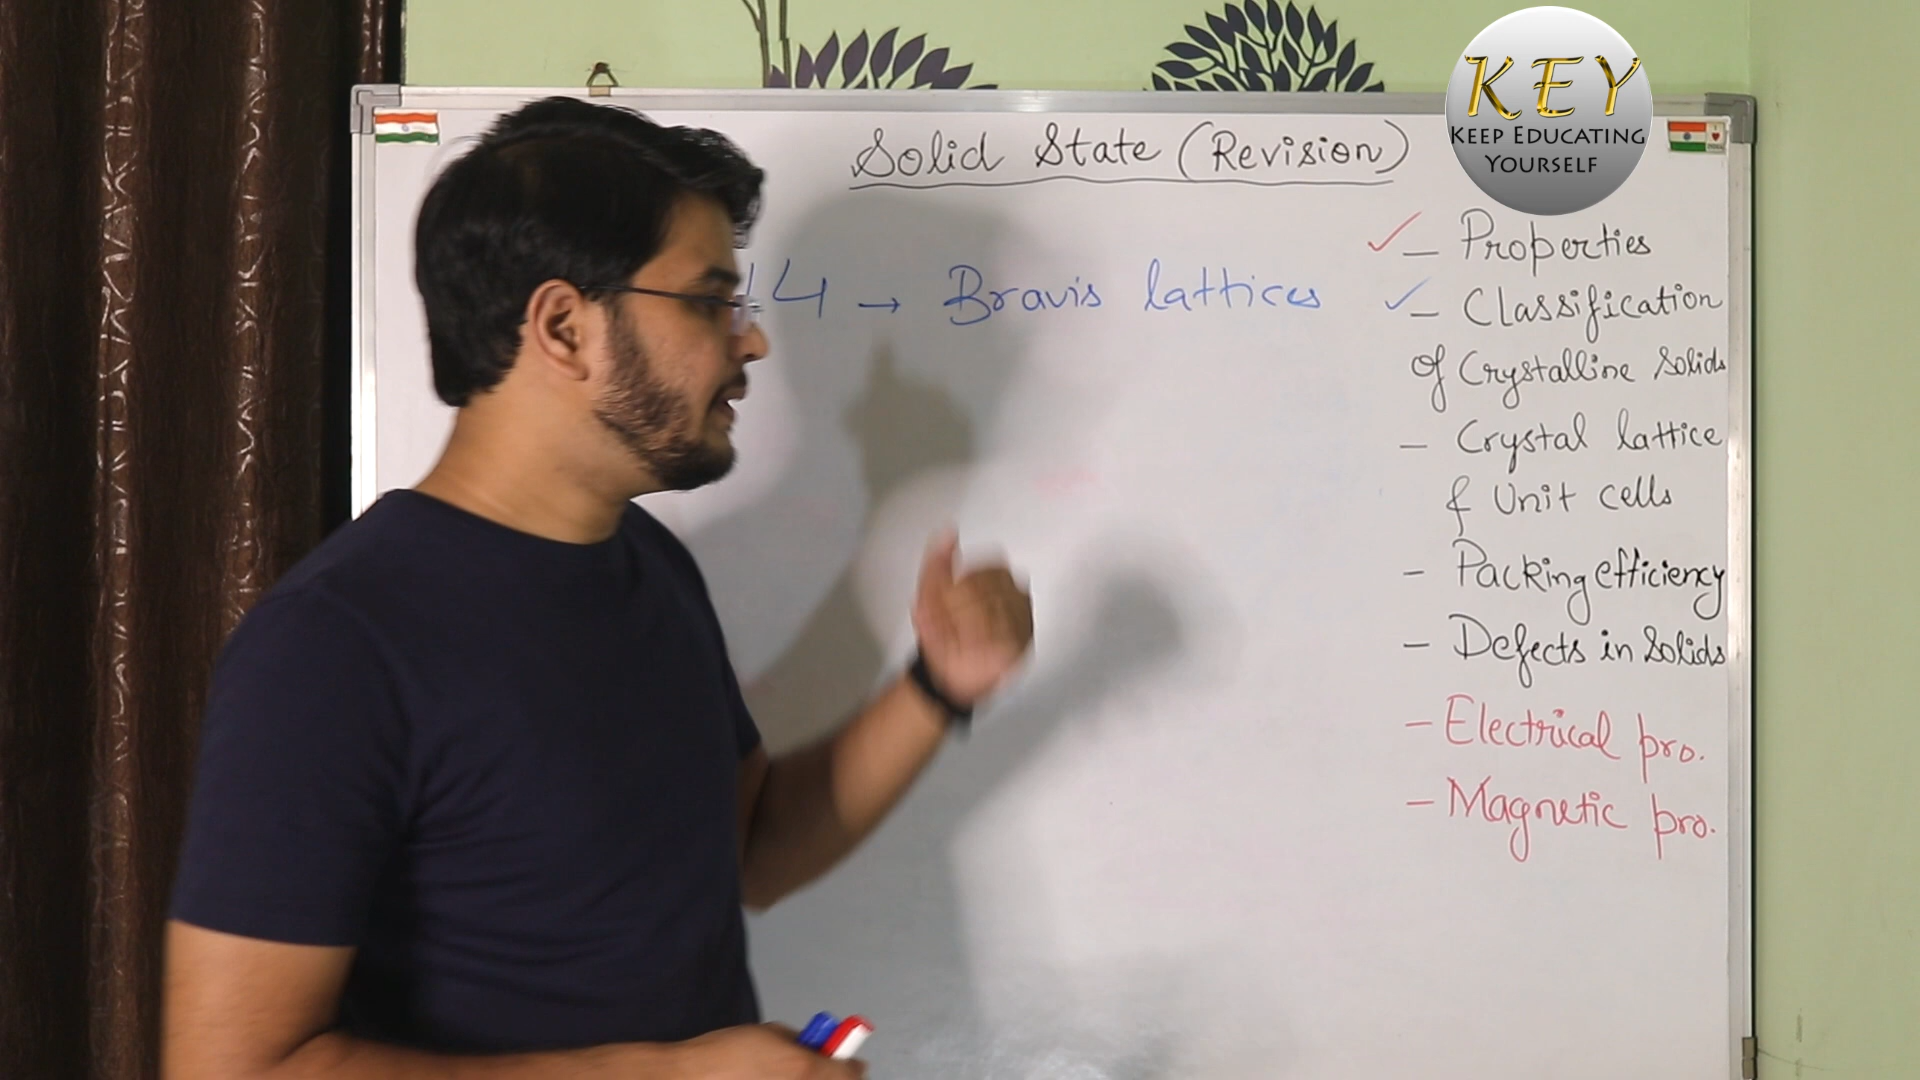 Solid State (Revision)
14 → Bravis lattices
KEY
KEEP EDUCATING
YOURSELF
✓ – Properties
✓ – Classification
of Crystalline Solids
– Crystal lattice
& Unit cells
– Packing efficiency
– Defects in Solids
– Electrical pro.
– Magnetic pro.